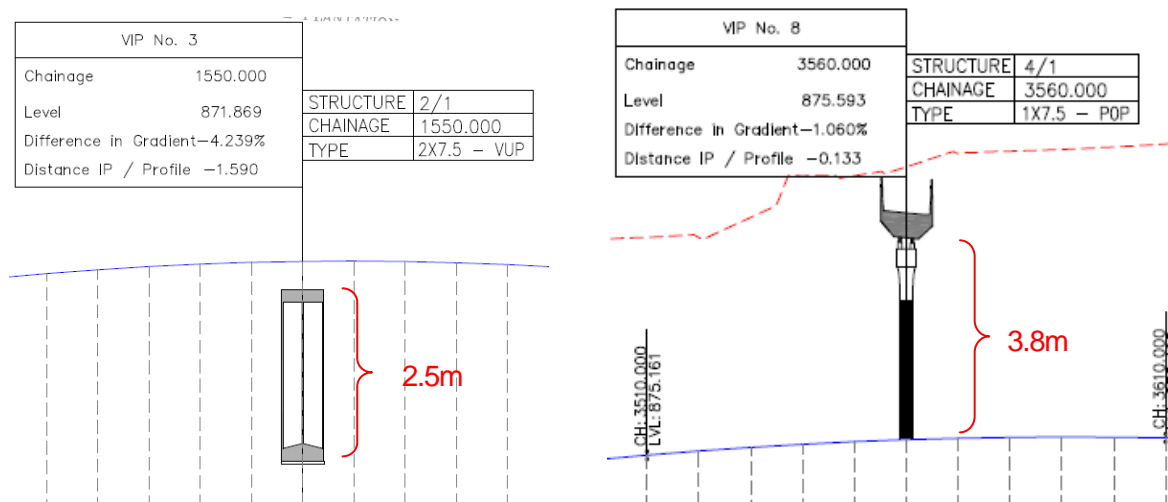 VIP No. 3
Chainage 1550.000
Level 871.869
Difference in Gradient-4.239%
Distance IP / Profile -1.590
STRUCTURE 2/1
CHAINAGE 1550.000
TYPE 2X7.5 - VUP
2.5m
VIP No. 8
Chainage 3560.000
Level 875.593
Difference in Gradient-1.060%
Distance IP / Profile -0.133
STRUCTURE 4/1
CHAINAGE 3560.000
TYPE 1X7.5 - POP
3.8m
CH: 3510.000
LVL: 875.161
CH: 3610.000